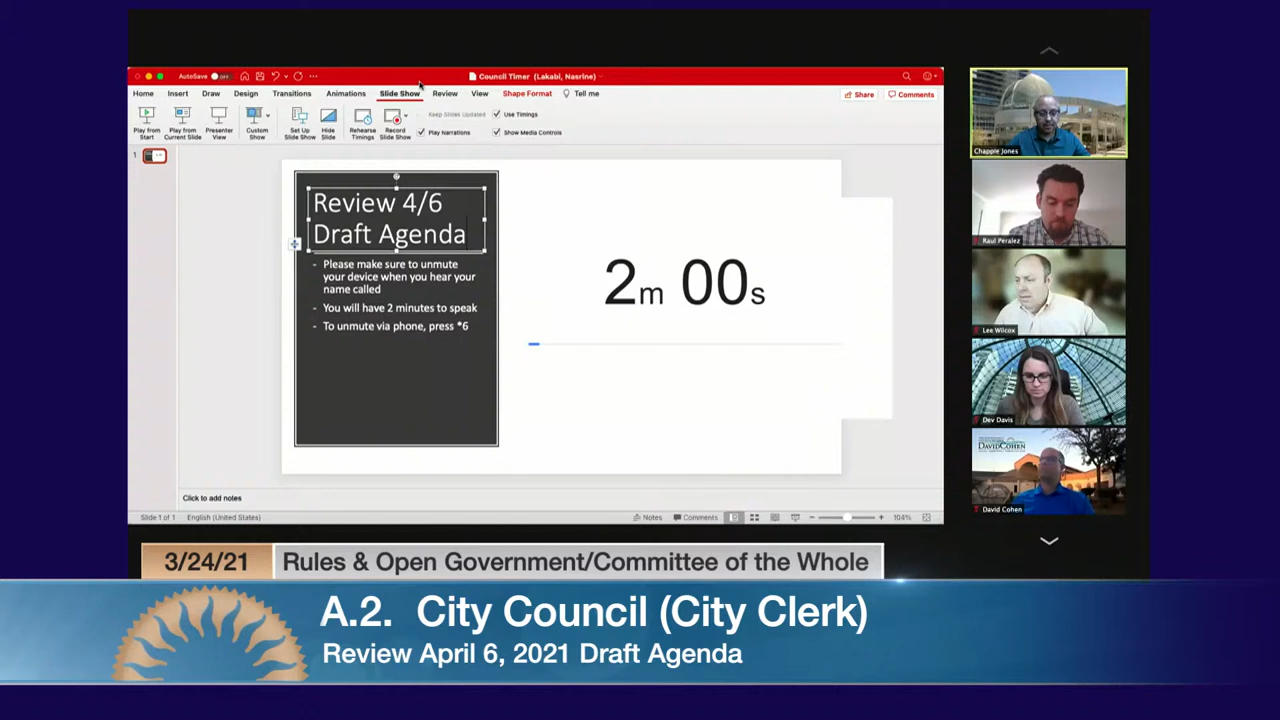 AutoSave OFF
Council Timer (Lakabi, Nasrine)
Home Insert Draw Design Transitions Animations Slide Show Review View Shape Format Tell me
Share Comments
Play from Start
Play from Current Slide
Presenter View
Custom Show
Set Up Slide Show
Hide Slide
Rehearse Timings
Record Slide Show
Keep Slides Updated
Use Timings
Play Narrations
Show Media Controls
1
Review 4/6
Draft Agenda
- Please make sure to unmute
your device when you hear your
name called
- You will have 2 minutes to speak
- To unmute via phone, press *6
2m 00s
Click to add notes
Slide 1 of 1 English (United States)
Notes Comments 104%
Chappie Jones
Raul Peralez
Lee Wilcox
Dev Davis
DAVID COHEN
David Cohen
3/24/21 Rules & Open Government/Committee of the Whole
A.2. City Council (City Clerk)
Review April 6, 2021 Draft Agenda